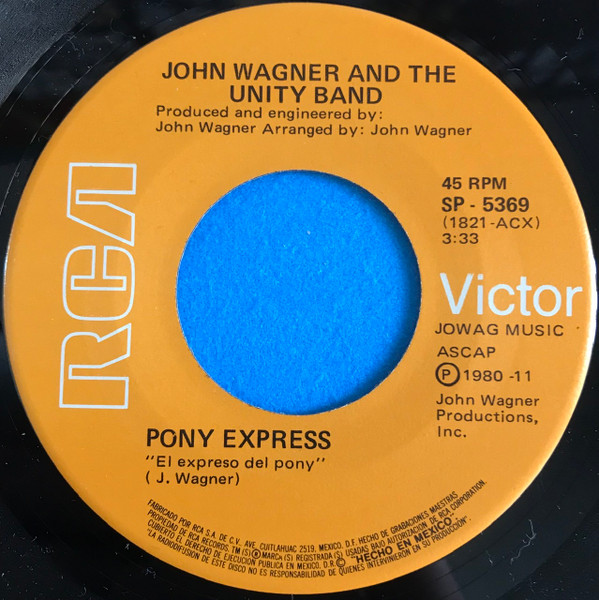 JOHN WAGNER AND THE
UNITY BAND
Produced and engineered by:
John Wagner Arranged by: John Wagner
RCA
45 RPM
SP - 5369
(1821-ACX)
3:33
Victor
JOWAG MUSIC
ASCAP
Ⓟ 1980 -11
John Wagner
Productions,
Inc.
PONY EXPRESS
"El expreso del pony"
( J. Wagner)
FABRICADO POR RCA S.A. DE C.V. AVE. CUITLAHUAC 2519, MEXICO, D.F. HECHO DE GRABACIONES MAESTRAS
PROPIEDAD DE RCA RECORDS. TM (S) ® MARCA (S) REGISTRADA (S) USADAS BAJO AUTORIZACION DE RCA CORPORATION.
CUBIERTO EL DERECHO DE EJECUCION PUBLICA EN MEXICO. D.R. © "HECHO EN MEXICO"
"LA RADIODIFUSION DE ESTE DISCO NO ES RESPONSABILIDAD DE QUIENES INTERVINIERON EN SU PRODUCCION".